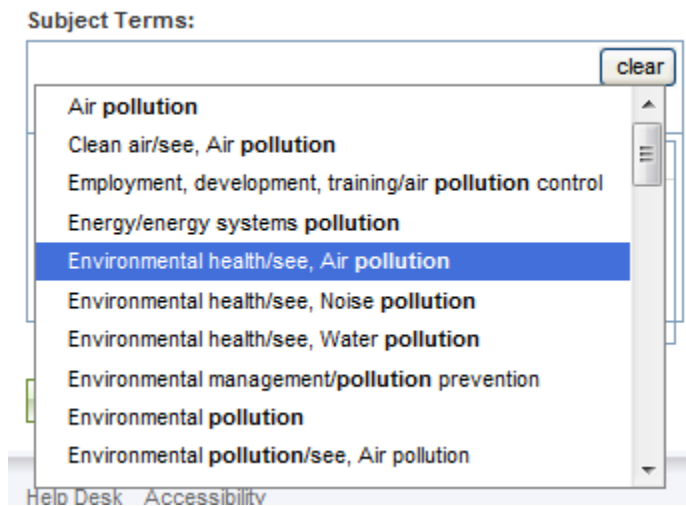 Subject Terms:
clear
Air pollution
Clean air/see, Air pollution
Employment, development, training/air pollution control
Energy/energy systems pollution
Environmental health/see, Air pollution
Environmental health/see, Noise pollution
Environmental health/see, Water pollution
Environmental management/pollution prevention
Environmental pollution
Environmental pollution/see, Air pollution
Help Desk Accessibility